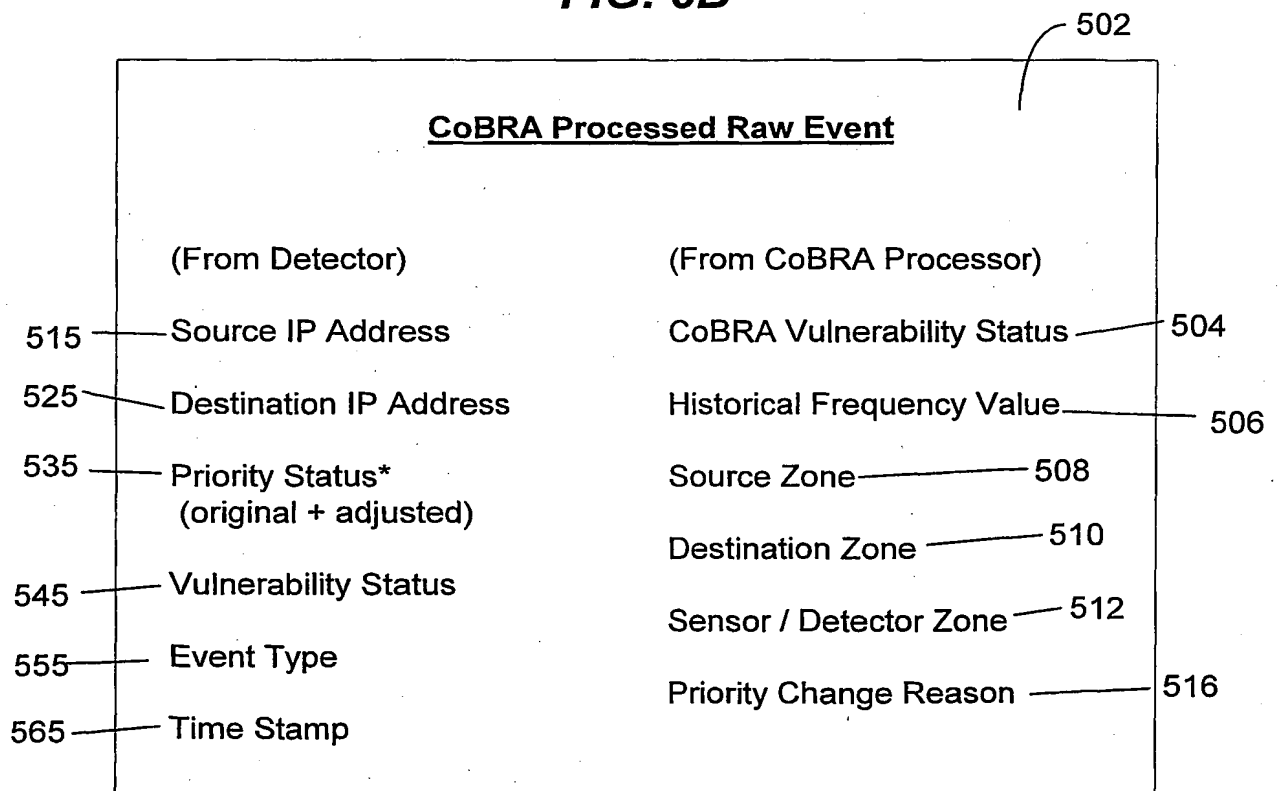 502
CoBRA Processed Raw Event
(From Detector)
(From CoBRA Processor)
515
Source IP Address
CoBRA Vulnerability Status
504
525
Destination IP Address
Historical Frequency Value
506
535
Priority Status*
(original + adjusted)
Source Zone
508
Destination Zone
510
545
Vulnerability Status
Sensor / Detector Zone
512
555
Event Type
Priority Change Reason
516
565
Time Stamp